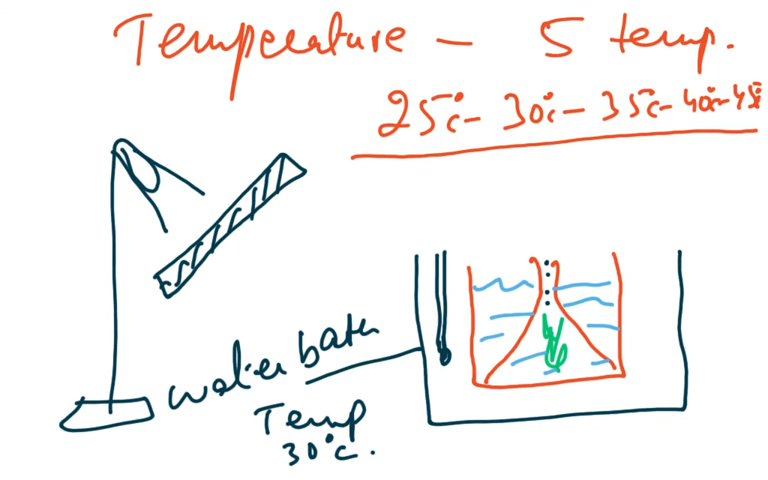 Temperature - 5 temp.
25°c - 30°c - 35°c - 40°c - 45°c
water bath
Temp
30°c.